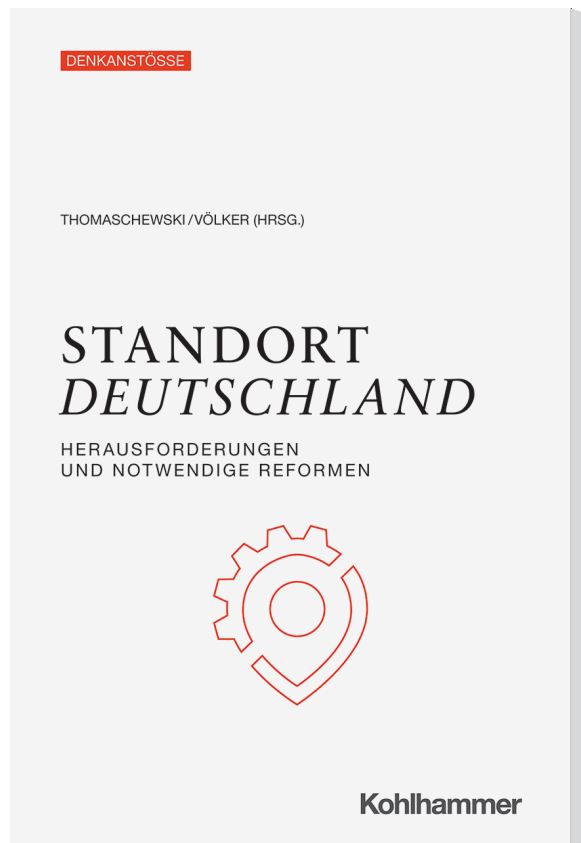 DENKANSTÖSSE
THOMASCHEWSKI/VÖLKER (HRSG.)
STANDORT
DEUTSCHLAND
HERAUSFORDERUNGEN
UND NOTWENDIGE REFORMEN
Kohlhammer